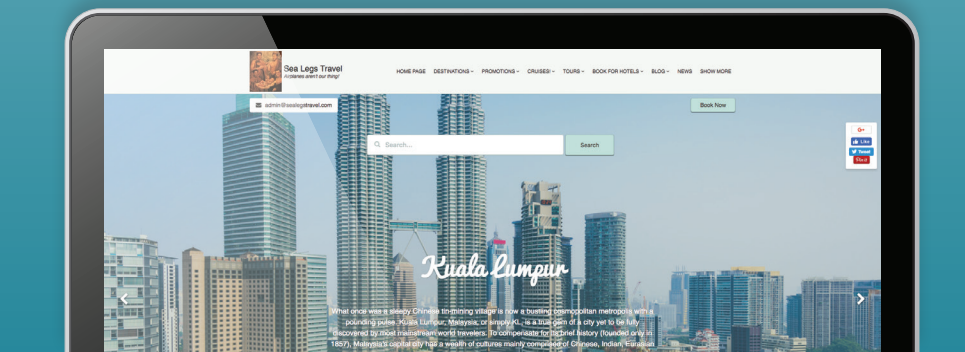 Sea Legs Travel
Airplanes aren't our thing!
HOME PAGE DESTINATIONS PROMOTIONS CRUISES! TOURS BOOK FOR HOTELS BLOG NEWS SHOW MORE
admin@sealegstravel.com
Book Now
G+
Like
Tweet
Pin it
Search...
Search
Kuala Lumpur
What once was a sleepy Chinese tin-mining village is now a bustling cosmopolitan metropolis with a
pounding pulse. Kuala Lumpur, Malaysia, or simply KL, is a true gem of a city yet to be fully
discovered by most mainstream world travelers. To compensate for its brief history (founded only in
1857), Malaysia's capital city has a wealth of cultures mainly comprised of Chinese, Indian, Eurasian